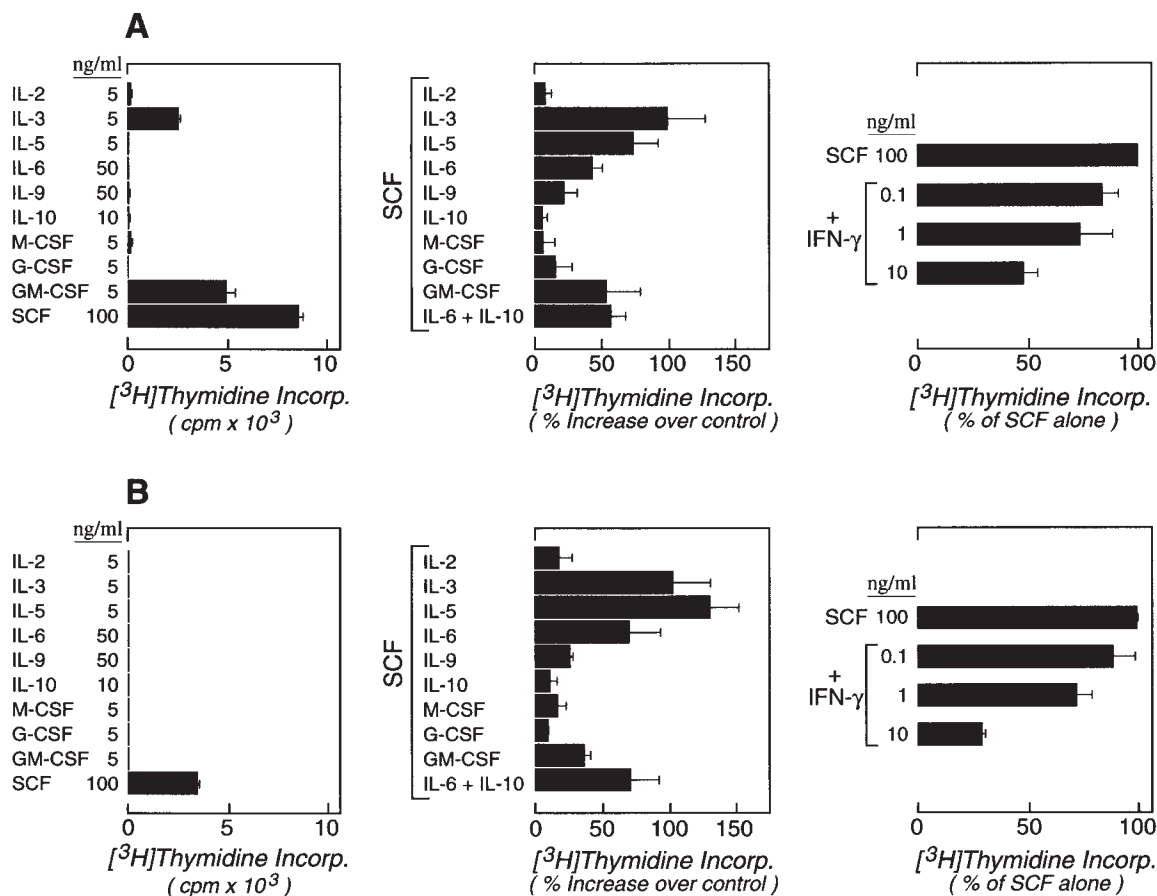 A
ng/ml
IL-2 5
IL-3 5
IL-5 5
IL-6 50
IL-9 50
IL-10 10
M-CSF 5
G-CSF 5
GM-CSF 5
SCF 100
0 5 10
[³H]Thymidine Incorp.
( cpm x 10³ )
SCF
IL-2
IL-3
IL-5
IL-6
IL-9
IL-10
M-CSF
G-CSF
GM-CSF
IL-6 + IL-10
0 50 100 150
[³H]Thymidine Incorp.
( % Increase over control )
ng/ml
SCF 100
0.1
+
IFN-γ 1
10
0 50 100
[³H]Thymidine Incorp.
( % of SCF alone )
B
ng/ml
IL-2 5
IL-3 5
IL-5 5
IL-6 50
IL-9 50
IL-10 10
M-CSF 5
G-CSF 5
GM-CSF 5
SCF 100
0 5 10
[³H]Thymidine Incorp.
( cpm x 10³ )
SCF
IL-2
IL-3
IL-5
IL-6
IL-9
IL-10
M-CSF
G-CSF
GM-CSF
IL-6 + IL-10
0 50 100 150
[³H]Thymidine Incorp.
( % Increase over control )
ng/ml
SCF 100
0.1
+
IFN-γ 1
10
0 50 100
[³H]Thymidine Incorp.
( % of SCF alone )